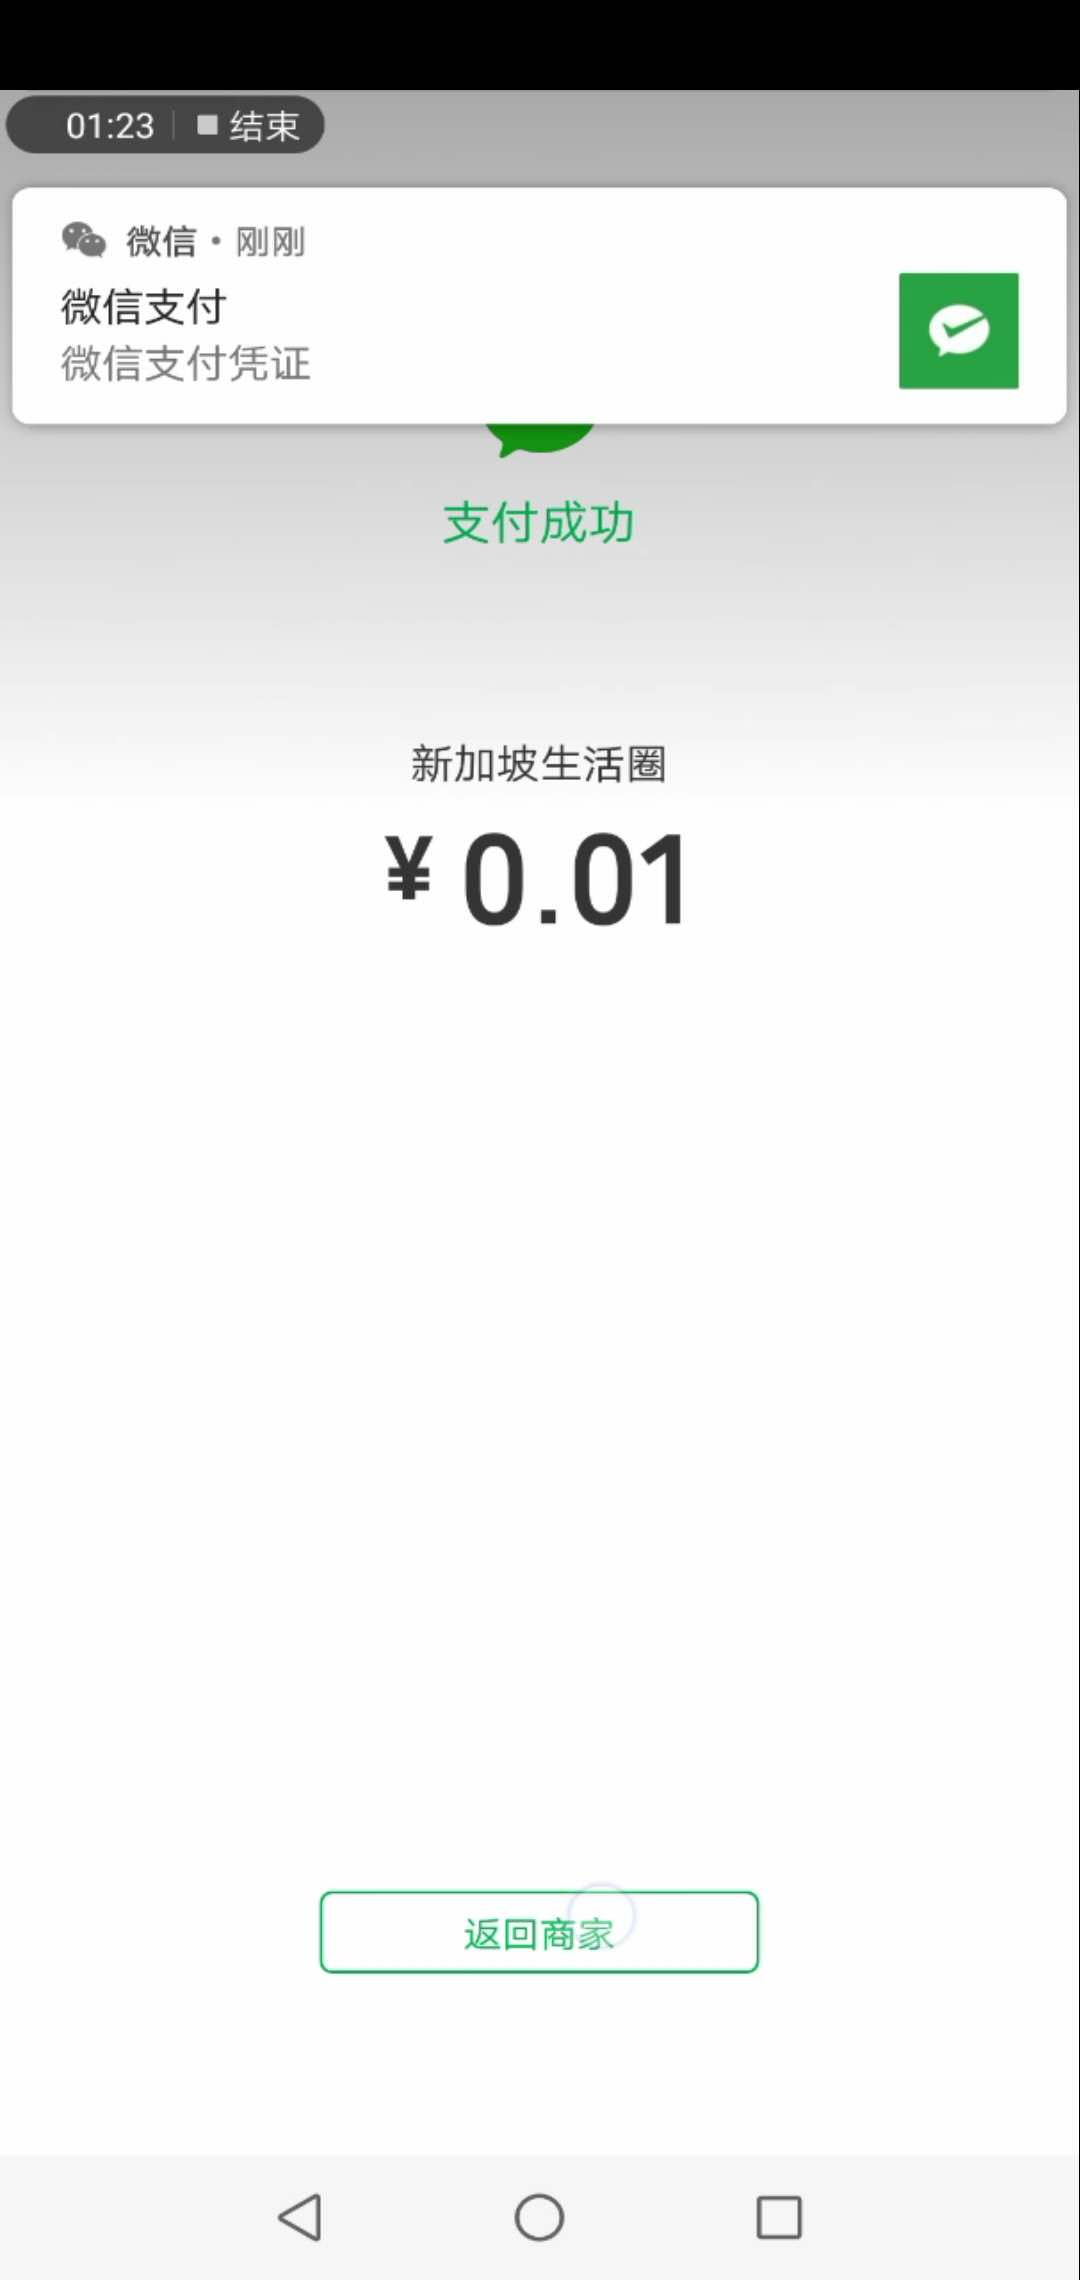 01:23 结束
微信 · 刚刚
微信支付
微信支付凭证
支付成功
新加坡生活圈
¥ 0.01
返回商家